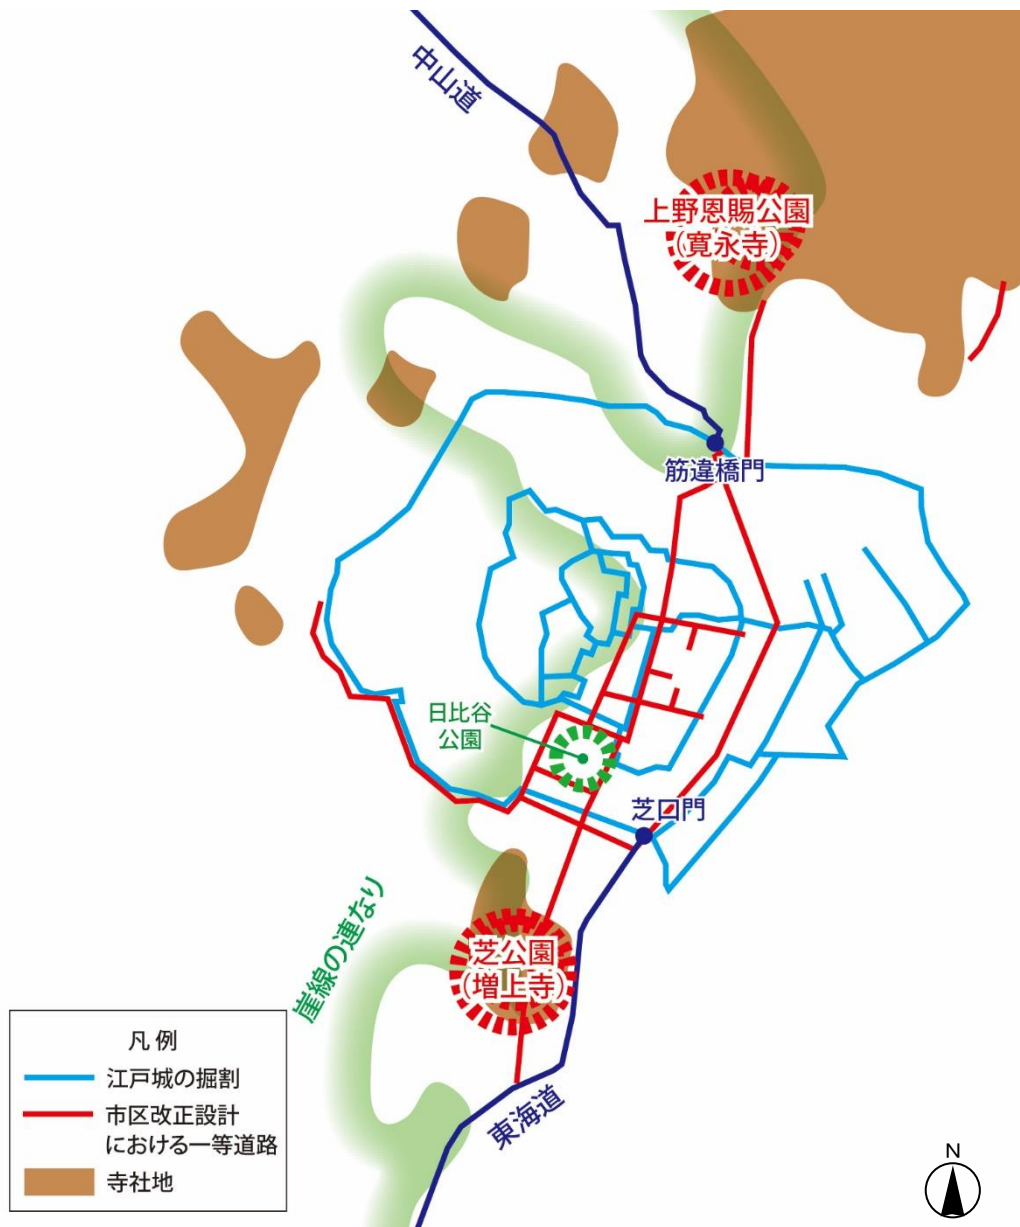 中山道
上野恩賜公園
(寛永寺)
筋違橋門
日比谷
公園
芝口門
崖線の連なり
芝公園
(増上寺)
東海道
凡例
江戸城の掘割
市区改正設計
における一等道路
寺社地
N